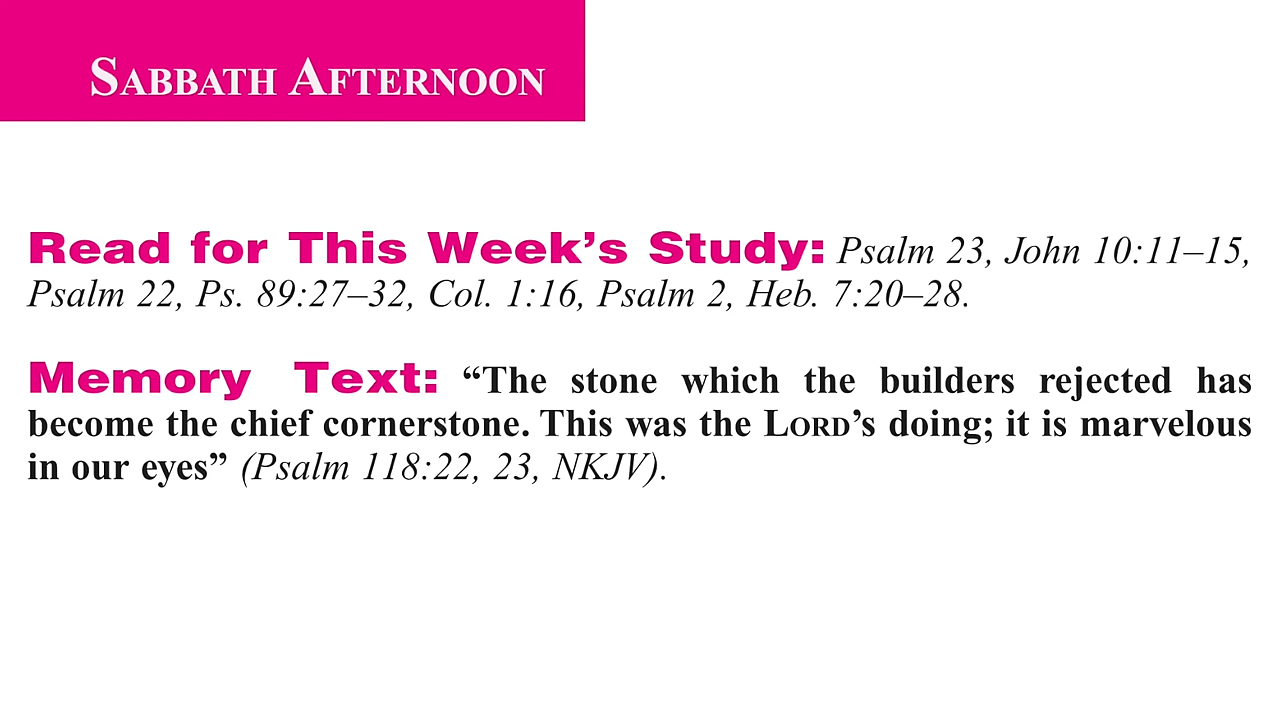 SABBATH AFTERNOON
Read for This Week’s Study: Psalm 23, John 10:11–15,
Psalm 22, Ps. 89:27–32, Col. 1:16, Psalm 2, Heb. 7:20–28.
Memory Text: “The stone which the builders rejected has
become the chief cornerstone. This was the LORD’s doing; it is marvelous
in our eyes” (Psalm 118:22, 23, NKJV).